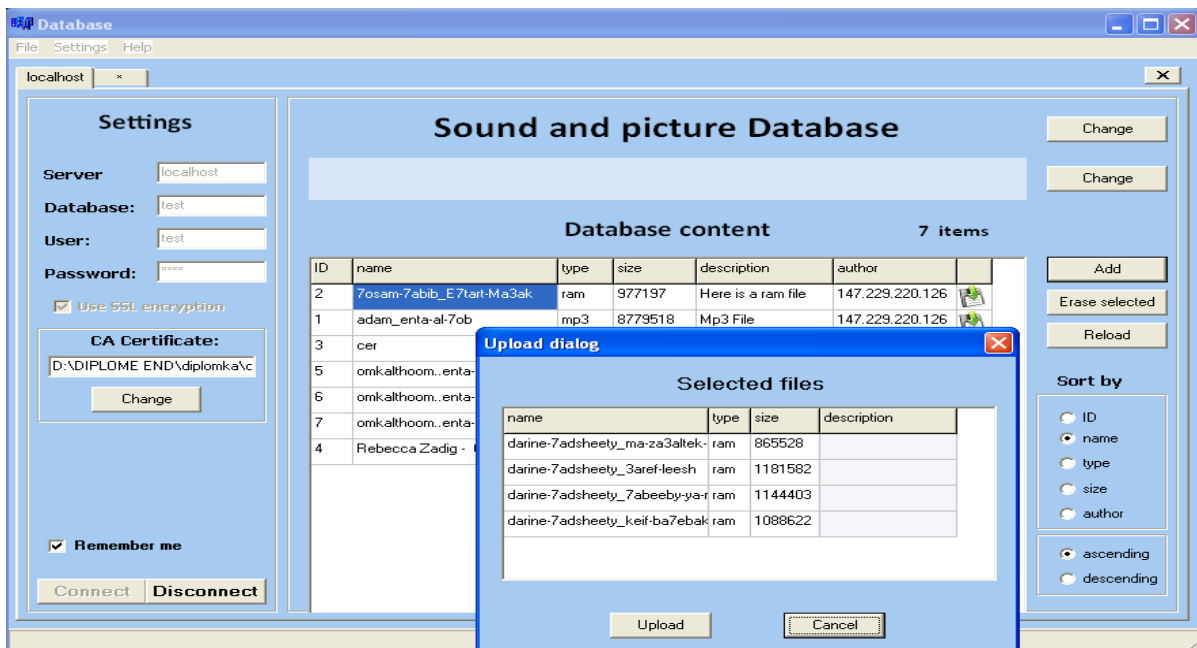 Database
File Settings Help
localhost *
Settings
Server localhost
Database: test
User: test
Password: ****
Use SSL encryption
CA Certificate:
D:\DIPLOME END\diplomka\c
Change
Remember me
Connect Disconnect
Sound and picture Database
Change
Change
Database content 7 items
ID name type size description author
2 7osam-7abib_E7tart-Ma3ak ram 977197 Here is a ram file 147.229.220.126
1 adam_enta-al-7ob mp3 8779518 Mp3 File 147.229.220.126
3 cer
5 omkalthoom..enta-
6 omkalthoom..enta-
7 omkalthoom..enta-
4 Rebecca Zadig -
Add
Erase selected
Reload
Sort by
ID
name
type
size
author
ascending
descending
Upload dialog
Selected files
name type size description
darine-7adsheety_ma-za3altek- ram 865528
darine-7adsheety_3aref-leesh ram 1181582
darine-7adsheety_7abeeby-ya-r ram 1144403
darine-7adsheety_keif-ba7ebak ram 1088622
Upload Cancel